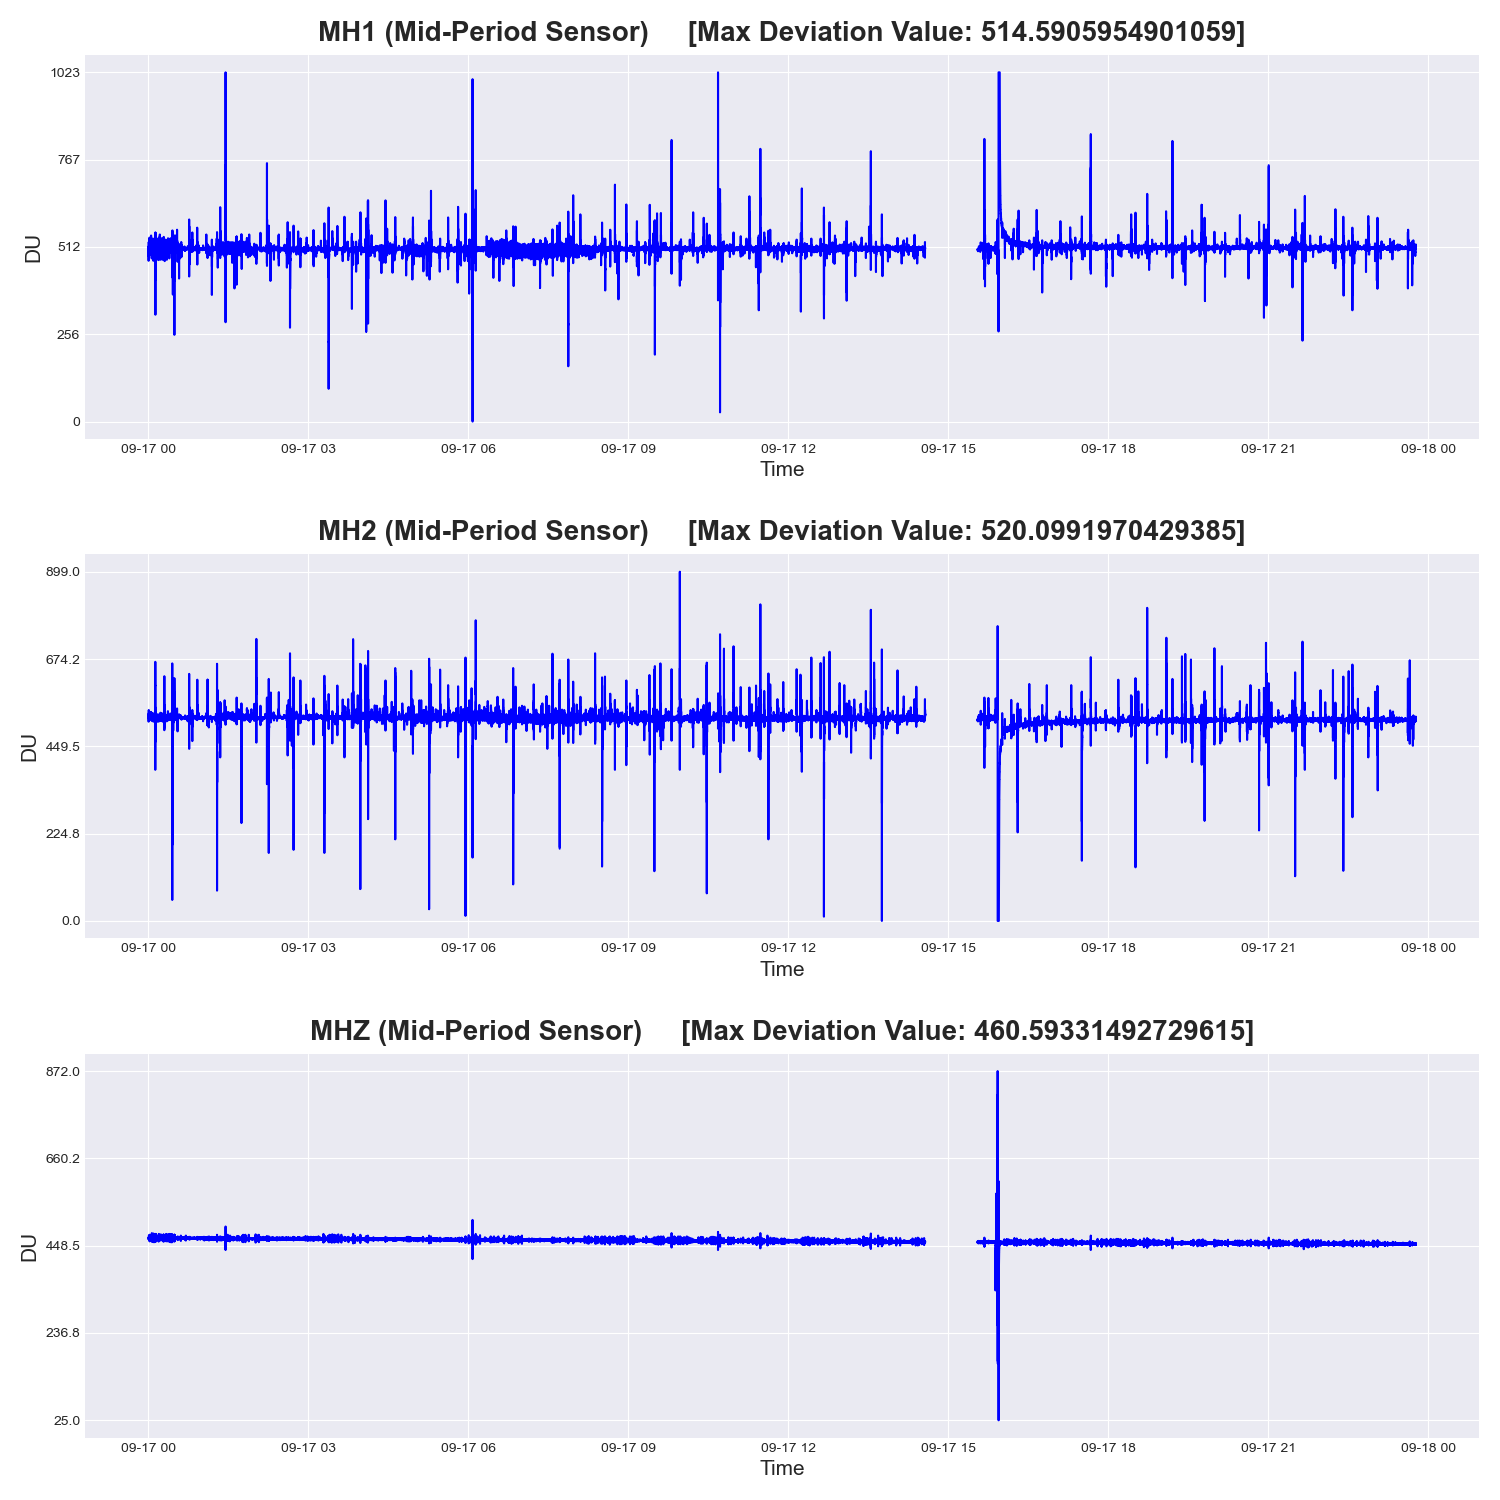 MH1 (Mid-Period Sensor)     [Max Deviation Value: 514.5905954901059]
1023
767
512
256
0
DU
09-17 00 09-17 03 09-17 06 09-17 09 09-17 12 09-17 15 09-17 18 09-17 21 09-18 00
Time
MH2 (Mid-Period Sensor)     [Max Deviation Value: 520.0991970429385]
899.0
674.2
449.5
224.8
0.0
DU
09-17 00 09-17 03 09-17 06 09-17 09 09-17 12 09-17 15 09-17 18 09-17 21 09-18 00
Time
MHZ (Mid-Period Sensor)     [Max Deviation Value: 460.59331492729615]
872.0
660.2
448.5
236.8
25.0
DU
09-17 00 09-17 03 09-17 06 09-17 09 09-17 12 09-17 15 09-17 18 09-17 21 09-18 00
Time